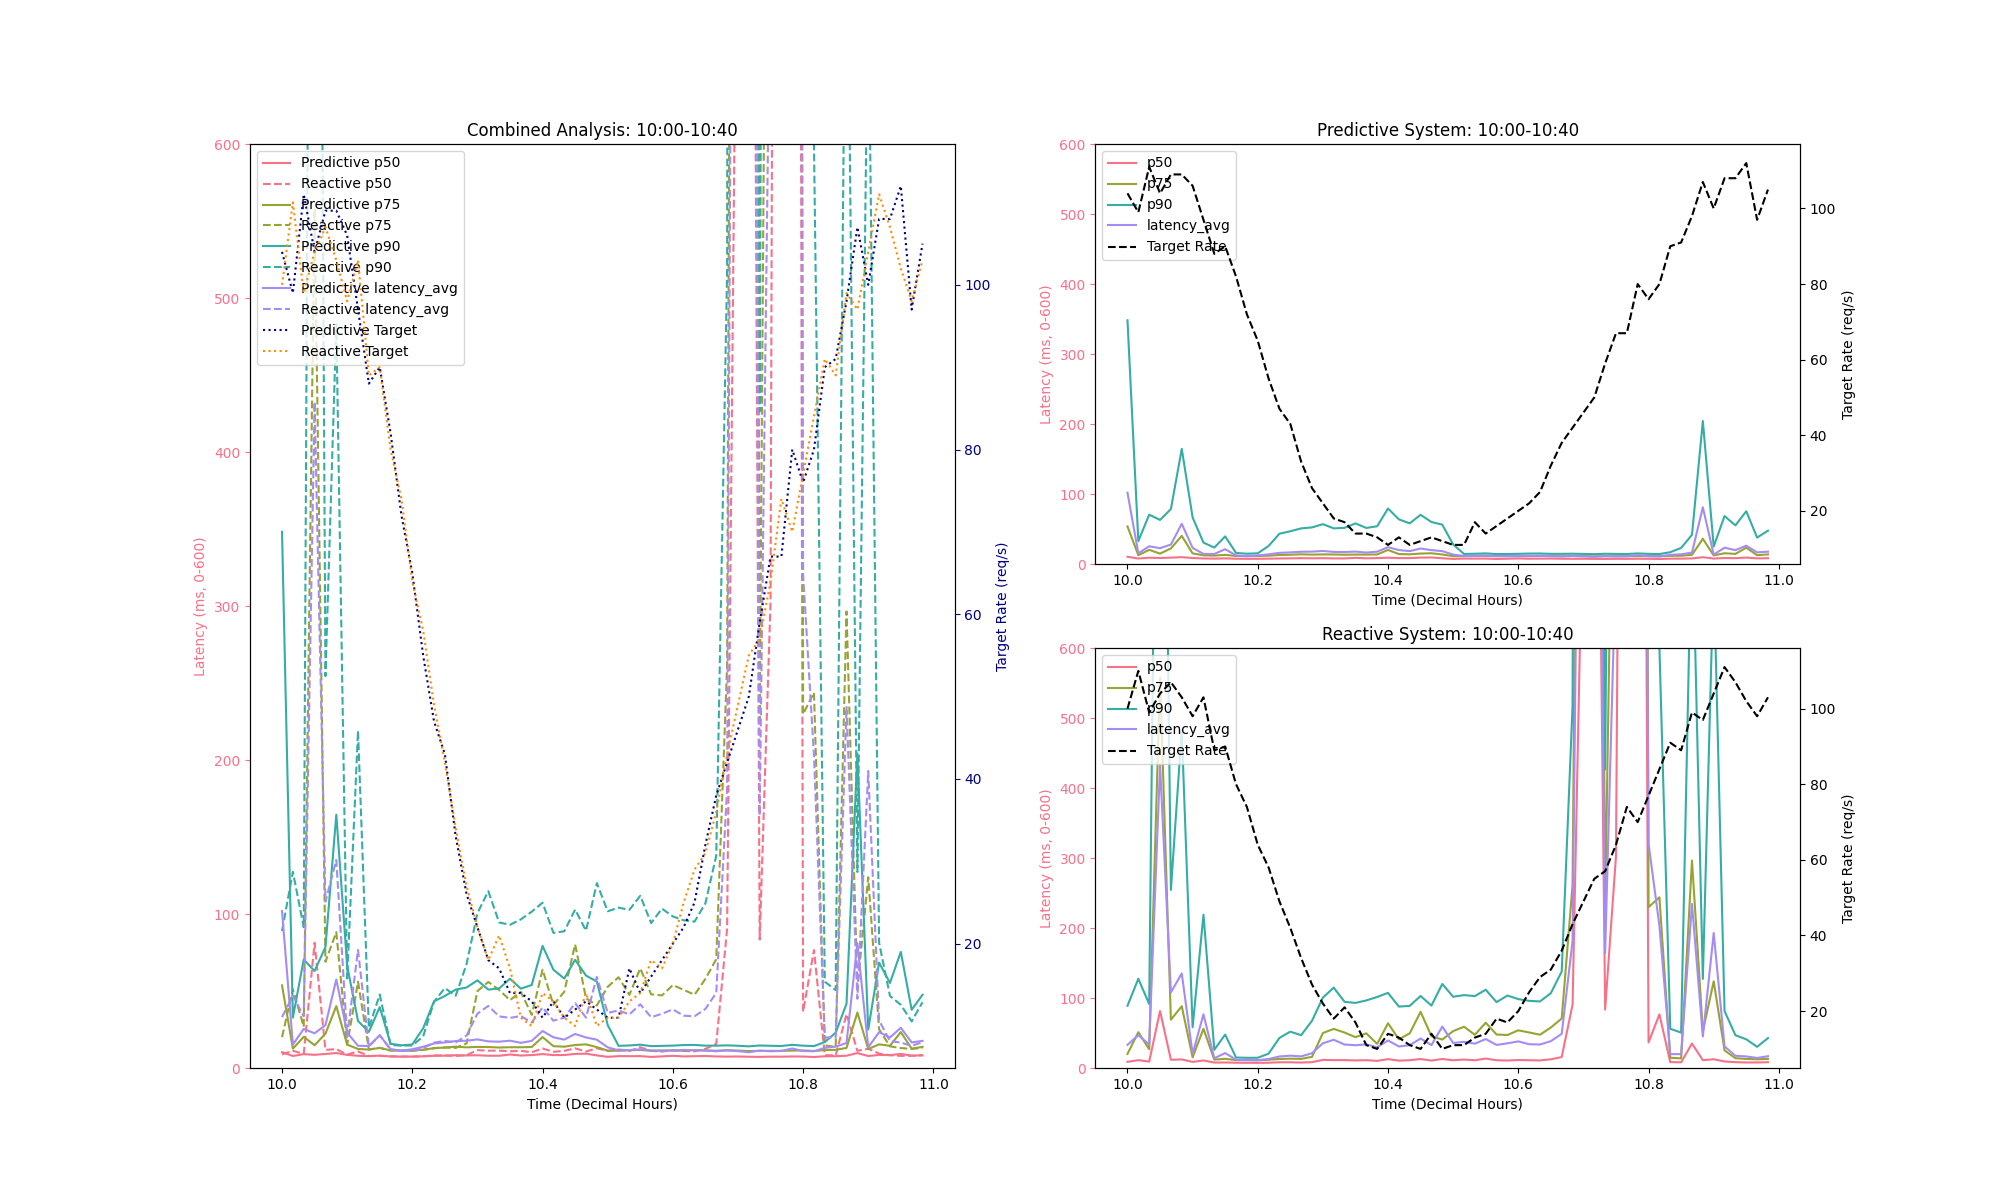 Combined Analysis: 10:00-10:40
600
500
400
300
200
100
0
Latency (ms, 0-600)
Predictive p50
Reactive p50
Predictive p75
Reactive p75
Predictive p90
Reactive p90
Predictive latency_avg
Reactive latency_avg
Predictive Target
Reactive Target
100
80
60
40
20
Target Rate (req/s)
10.0 10.2 10.4 10.6 10.8 11.0
Time (Decimal Hours)
Predictive System: 10:00-10:40
600
500
400
300
200
100
0
Latency (ms, 0-600)
p50
p75
p90
latency_avg
Target Rate
100
80
60
40
20
Target Rate (req/s)
10.0 10.2 10.4 10.6 10.8 11.0
Time (Decimal Hours)
Reactive System: 10:00-10:40
600
500
400
300
200
100
0
Latency (ms, 0-600)
p50
p75
p90
latency_avg
Target Rate
100
80
60
40
20
Target Rate (req/s)
10.0 10.2 10.4 10.6 10.8 11.0
Time (Decimal Hours)